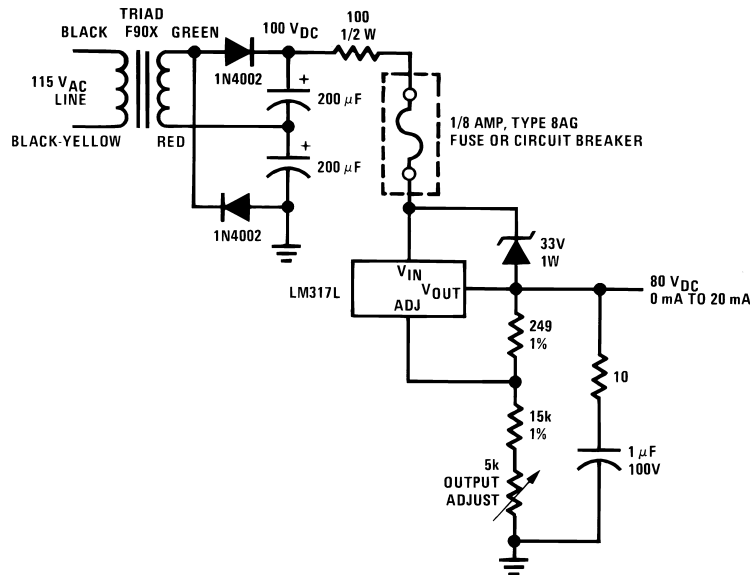 TRIAD
F90X
BLACK
GREEN
115 VAC
LINE
BLACK-YELLOW
RED
1N4002
100 VDC
100
1/2 W
+
200 μF
+
200 μF
1N4002
1/8 AMP, TYPE 8AG
FUSE OR CIRCUIT BREAKER
33V
1W
LM317L
VIN
VOUT
ADJ
80 VDC
0 mA TO 20 mA
249
1%
10
15k
1%
5k
OUTPUT
ADJUST
1 μF
100V